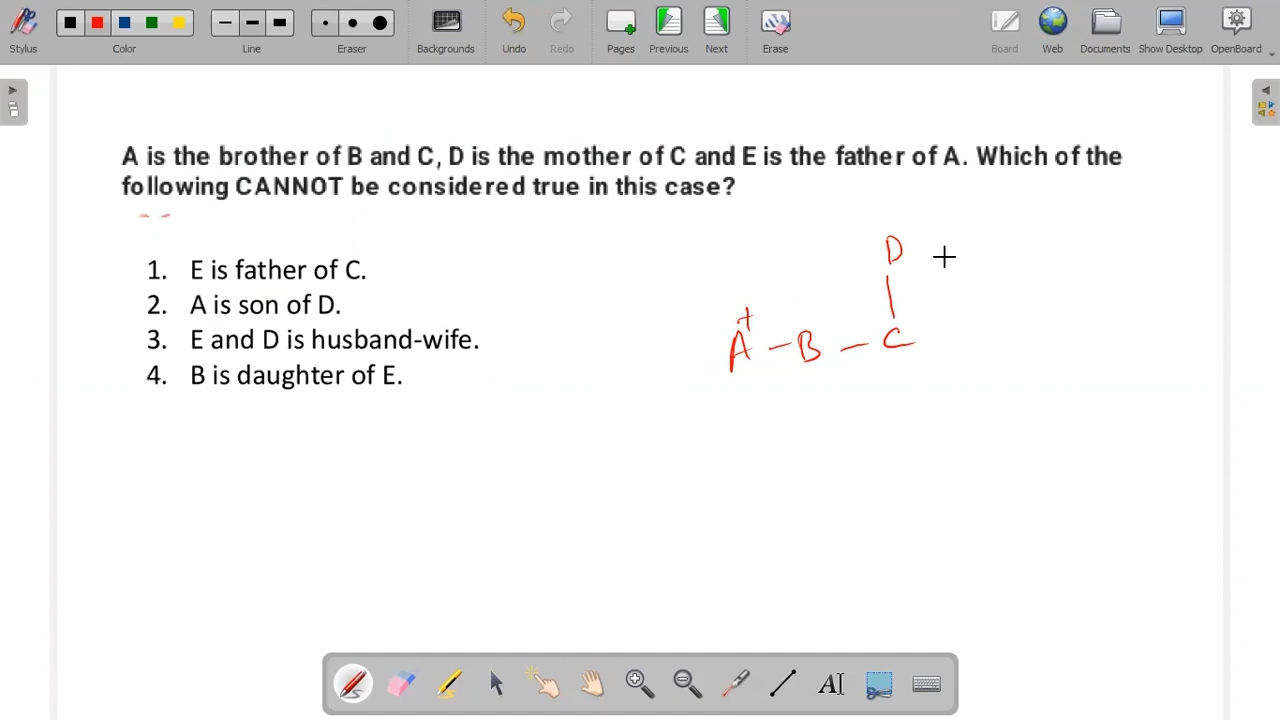 Stylus Color Line Eraser Backgrounds Undo Redo Pages Previous Next Erase Board Web Documents Show Desktop OpenBoard
A is the brother of B and C, D is the mother of C and E is the father of A. Which of the
following CANNOT be considered true in this case?
1. E is father of C.
2. A is son of D.
3. E and D is husband-wife.
4. B is daughter of E.
D
+
A - B - C
AI